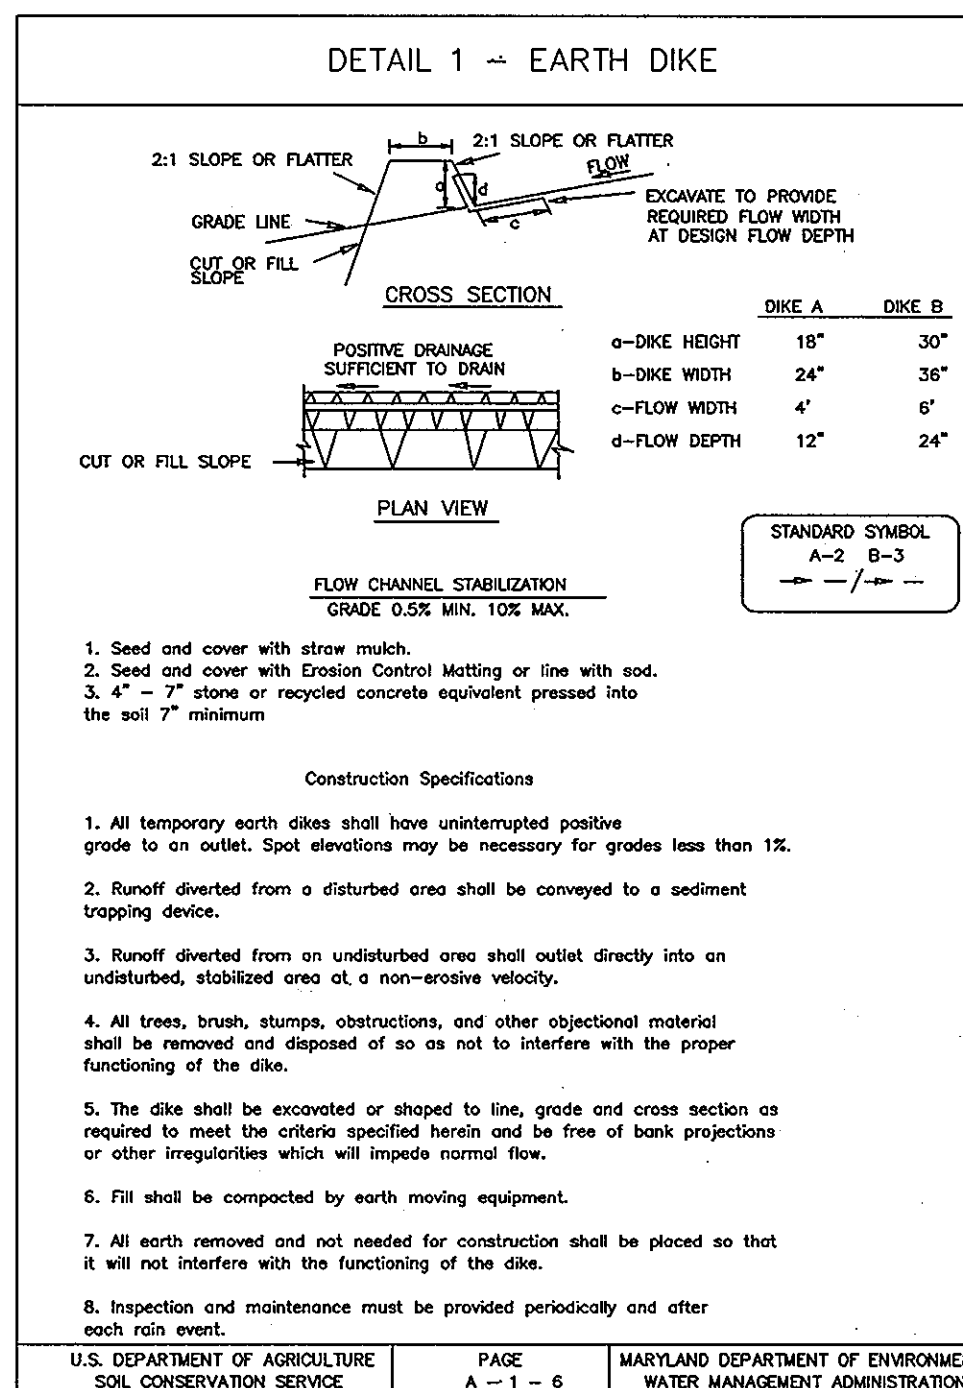 DETAIL 1 - EARTH DIKE
b
2:1 SLOPE OR FLATTER
2:1 SLOPE OR FLATTER
FLOW
a
d
EXCAVATE TO PROVIDE
REQUIRED FLOW WIDTH
AT DESIGN FLOW DEPTH
GRADE LINE
c
CUT OR FILL
SLOPE
CROSS SECTION
DIKE A DIKE B
a-DIKE HEIGHT 18" 30"
b-DIKE WIDTH 24" 36"
c-FLOW WIDTH 4' 6'
d-FLOW DEPTH 12" 24"
POSITIVE DRAINAGE
SUFFICIENT TO DRAIN
CUT OR FILL SLOPE
PLAN VIEW
STANDARD SYMBOL
A-2 B-3
FLOW CHANNEL STABILIZATION
GRADE 0.5% MIN. 10% MAX.
1. Seed and cover with straw mulch.
2. Seed and cover with Erosion Control Matting or line with sod.
3. 4" - 7" stone or recycled concrete equivalent pressed into
the soil 7" minimum
Construction Specifications
1. All temporary earth dikes shall have uninterrupted positive
grade to an outlet. Spot elevations may be necessary for grades less than 1%.
2. Runoff diverted from a disturbed area shall be conveyed to a sediment
trapping device.
3. Runoff diverted from an undisturbed area shall outlet directly into an
undisturbed, stabilized area at a non-erosive velocity.
4. All trees, brush, stumps, obstructions, and other objectional material
shall be removed and disposed of so as not to interfere with the proper
functioning of the dike.
5. The dike shall be excavated or shaped to line, grade and cross section as
required to meet the criteria specified herein and be free of bank projections
or other irregularities which will impede normal flow.
6. Fill shall be compacted by earth moving equipment.
7. All earth removed and not needed for construction shall be placed so that
it will not interfere with the functioning of the dike.
8. Inspection and maintenance must be provided periodically and after
each rain event.
U.S. DEPARTMENT OF AGRICULTURE
SOIL CONSERVATION SERVICE
PAGE
A - 1 - 6
MARYLAND DEPARTMENT OF ENVIRONME
WATER MANAGEMENT ADMINISTRATION